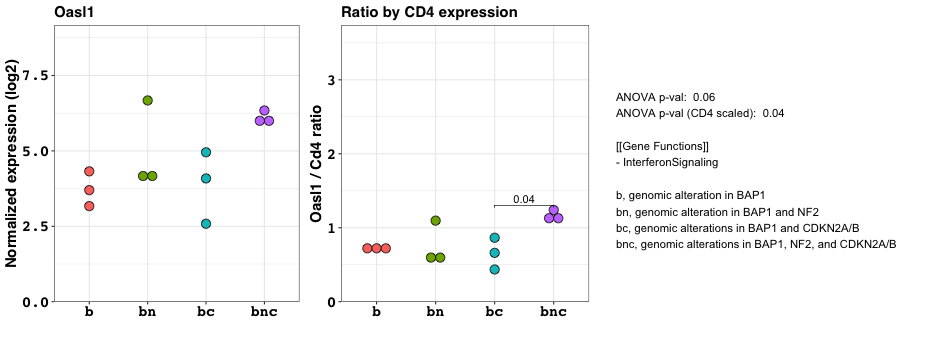 Oasl1
Normalized expression (log2)
7.5
5.0
2.5
0.0
b bn bc bnc
Ratio by CD4 expression
Oasl1 / Cd4 ratio
3
2
1
0
0.04
b bn bc bnc
ANOVA p-val:  0.06
ANOVA p-val (CD4 scaled):  0.04
[[Gene Functions]]
- InterferonSignaling
b, genomic alteration in BAP1
bn, genomic alteration in BAP1 and NF2
bc, genomic alterations in BAP1 and CDKN2A/B
bnc, genomic alterations in BAP1, NF2, and CDKN2A/B